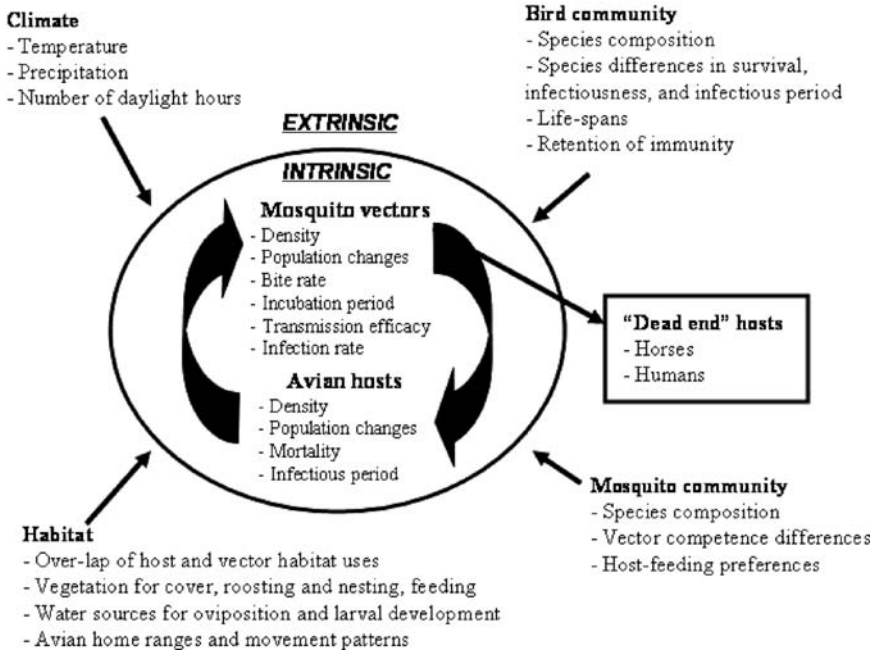 Climate
- Temperature
- Precipitation
- Number of daylight hours
Bird community
- Species composition
- Species differences in survival,
infectiousness, and infectious period
- Life-spans
- Retention of immunity
EXTRINSIC
INTRINSIC
Mosquito vectors
- Density
- Population changes
- Bite rate
- Incubation period
- Transmission efficacy
- Infection rate
Avian hosts
- Density
- Population changes
- Mortality
- Infectious period
“Dead end” hosts
- Horses
- Humans
Habitat
- Over-lap of host and vector habitat uses
- Vegetation for cover, roosting and nesting, feeding
- Water sources for oviposition and larval development
- Avian home ranges and movement patterns
Mosquito community
- Species composition
- Vector competence differences
- Host-feeding preferences